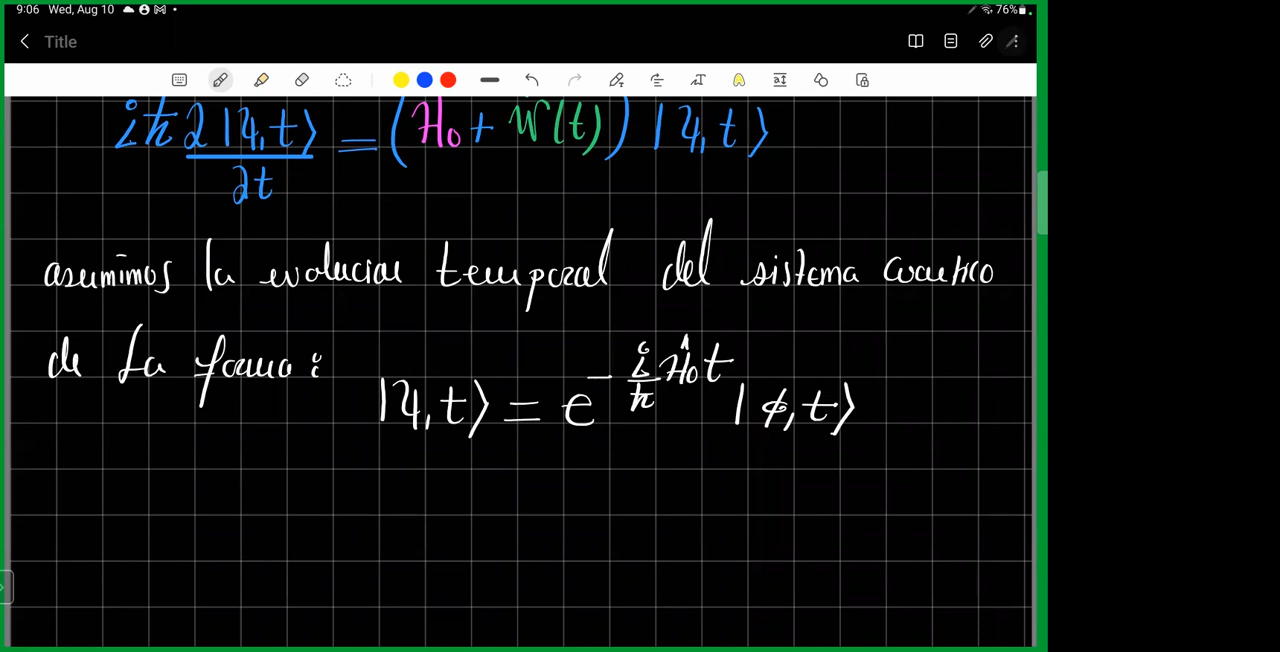 9:06 Wed, Aug 10 76%
Title
iħ ∂|ψ,t⟩/∂t = (H₀ + Ŵ(t)) |ψ,t⟩
asumimos la evolucion temporal del sistema cuantico
de la forma:
|ψ,t⟩ = e^{-i/ħ Ĥ₀t} |φ,t⟩